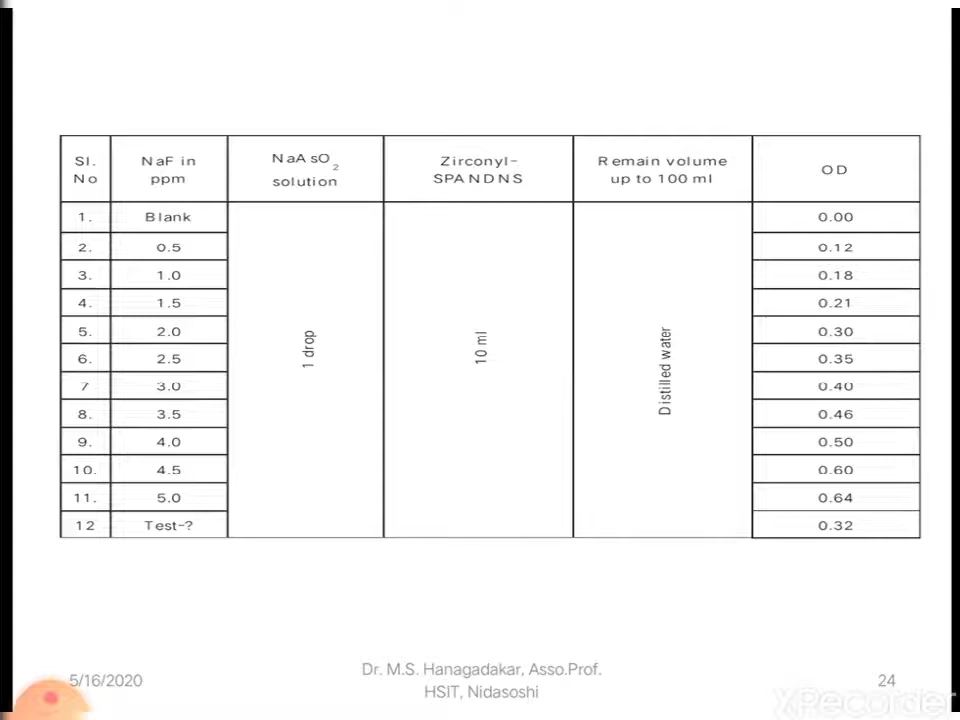 Sl. No NaF in ppm NaAsO2 solution Zirconyl- SPANDNS Remain volume up to 100 ml OD
1. Blank 0.00
2. 0.5 0.12
3. 1.0 0.18
4. 1.5 0.21
5. 2.0 0.30
6. 2.5 0.35
7 3.0 0.40
8. 3.5 0.46
9. 4.0 0.50
10. 4.5 0.60
11. 5.0 0.64
12 Test-? 0.32
1 drop
10 ml
Distilled water
5/16/2020
Dr. M.S. Hanagadakar, Asso.Prof.
HSIT, Nidasoshi
24
XRecorder